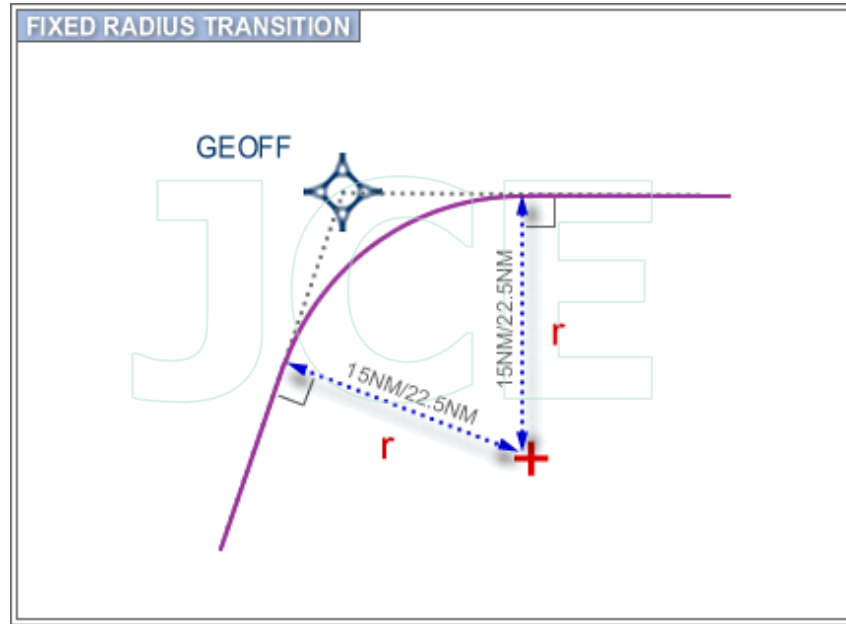 FIXED RADIUS TRANSITION
GEOFF
JCE
15NM/22.5NM
r
15NM/22.5NM
r